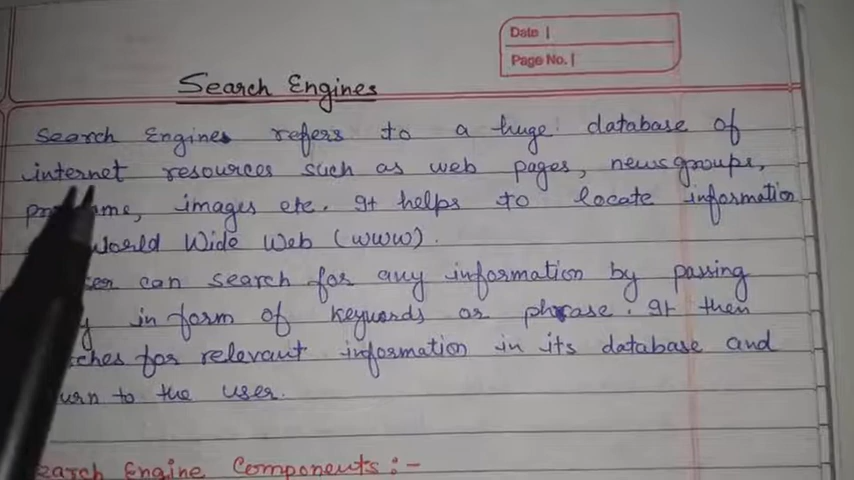 Date
Page No.
Search Engines
Search Engines refers to a huge database of
internet resources such as web pages, newsgroups,
images etc. It helps to locate information
World Wide Web (WWW).
can search for any information by passing
in form of keywords or phrase. It then
for relevant information in its database and
to the user.
Search Engine Components :-